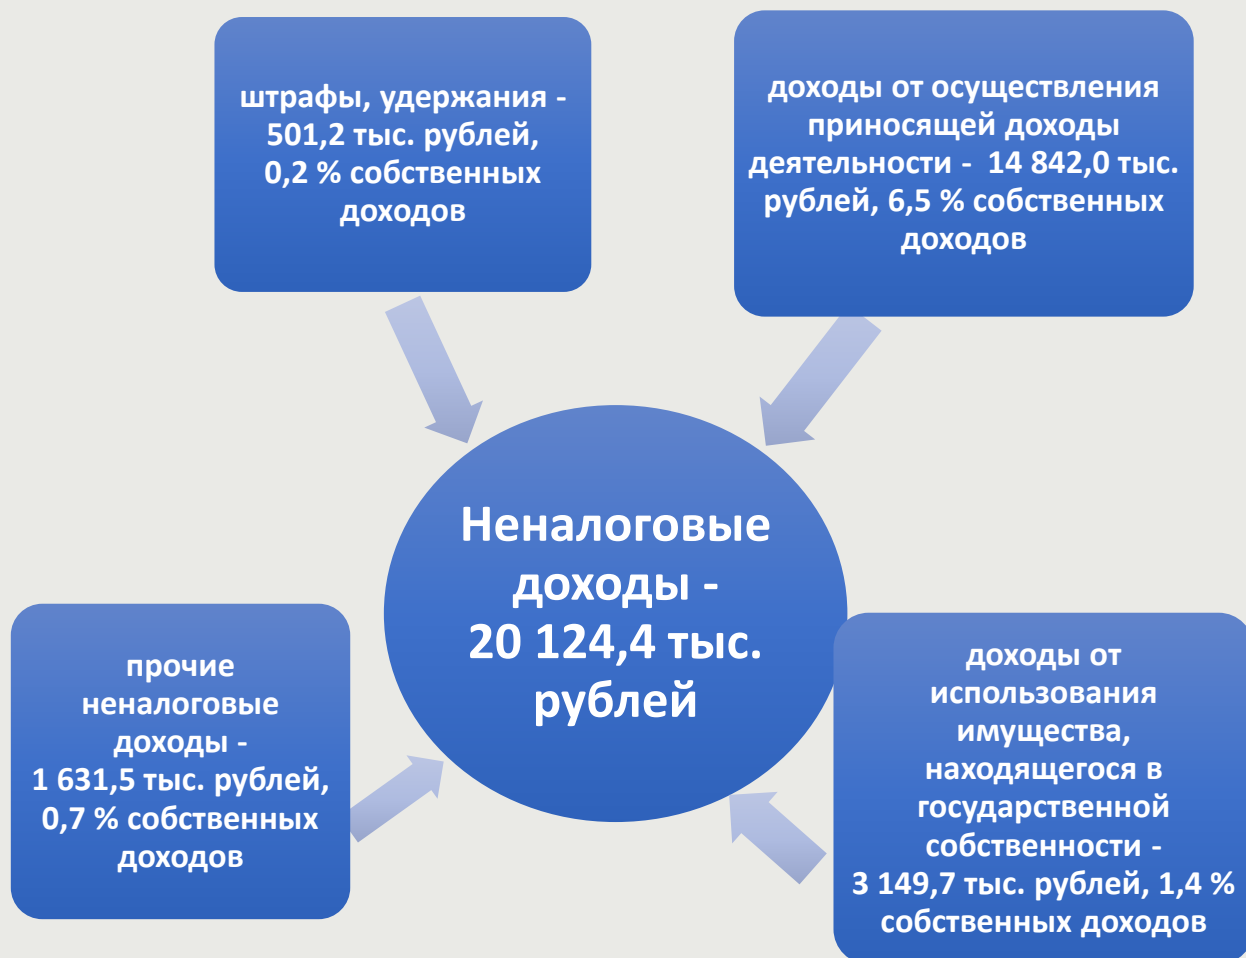 штрафы, удержания -
501,2 тыс. рублей,
0,2 % собственных
доходов
доходы от осуществления
приносящей доходы
деятельности - 14 842,0 тыс.
рублей, 6,5 % собственных
доходов
Неналоговые
доходы -
20 124,4 тыс.
рублей
прочие
неналоговые
доходы -
1 631,5 тыс. рублей,
0,7 % собственных
доходов
доходы от
использования
имущества,
находящегося в
государственной
собственности -
3 149,7 тыс. рублей, 1,4 %
собственных доходов